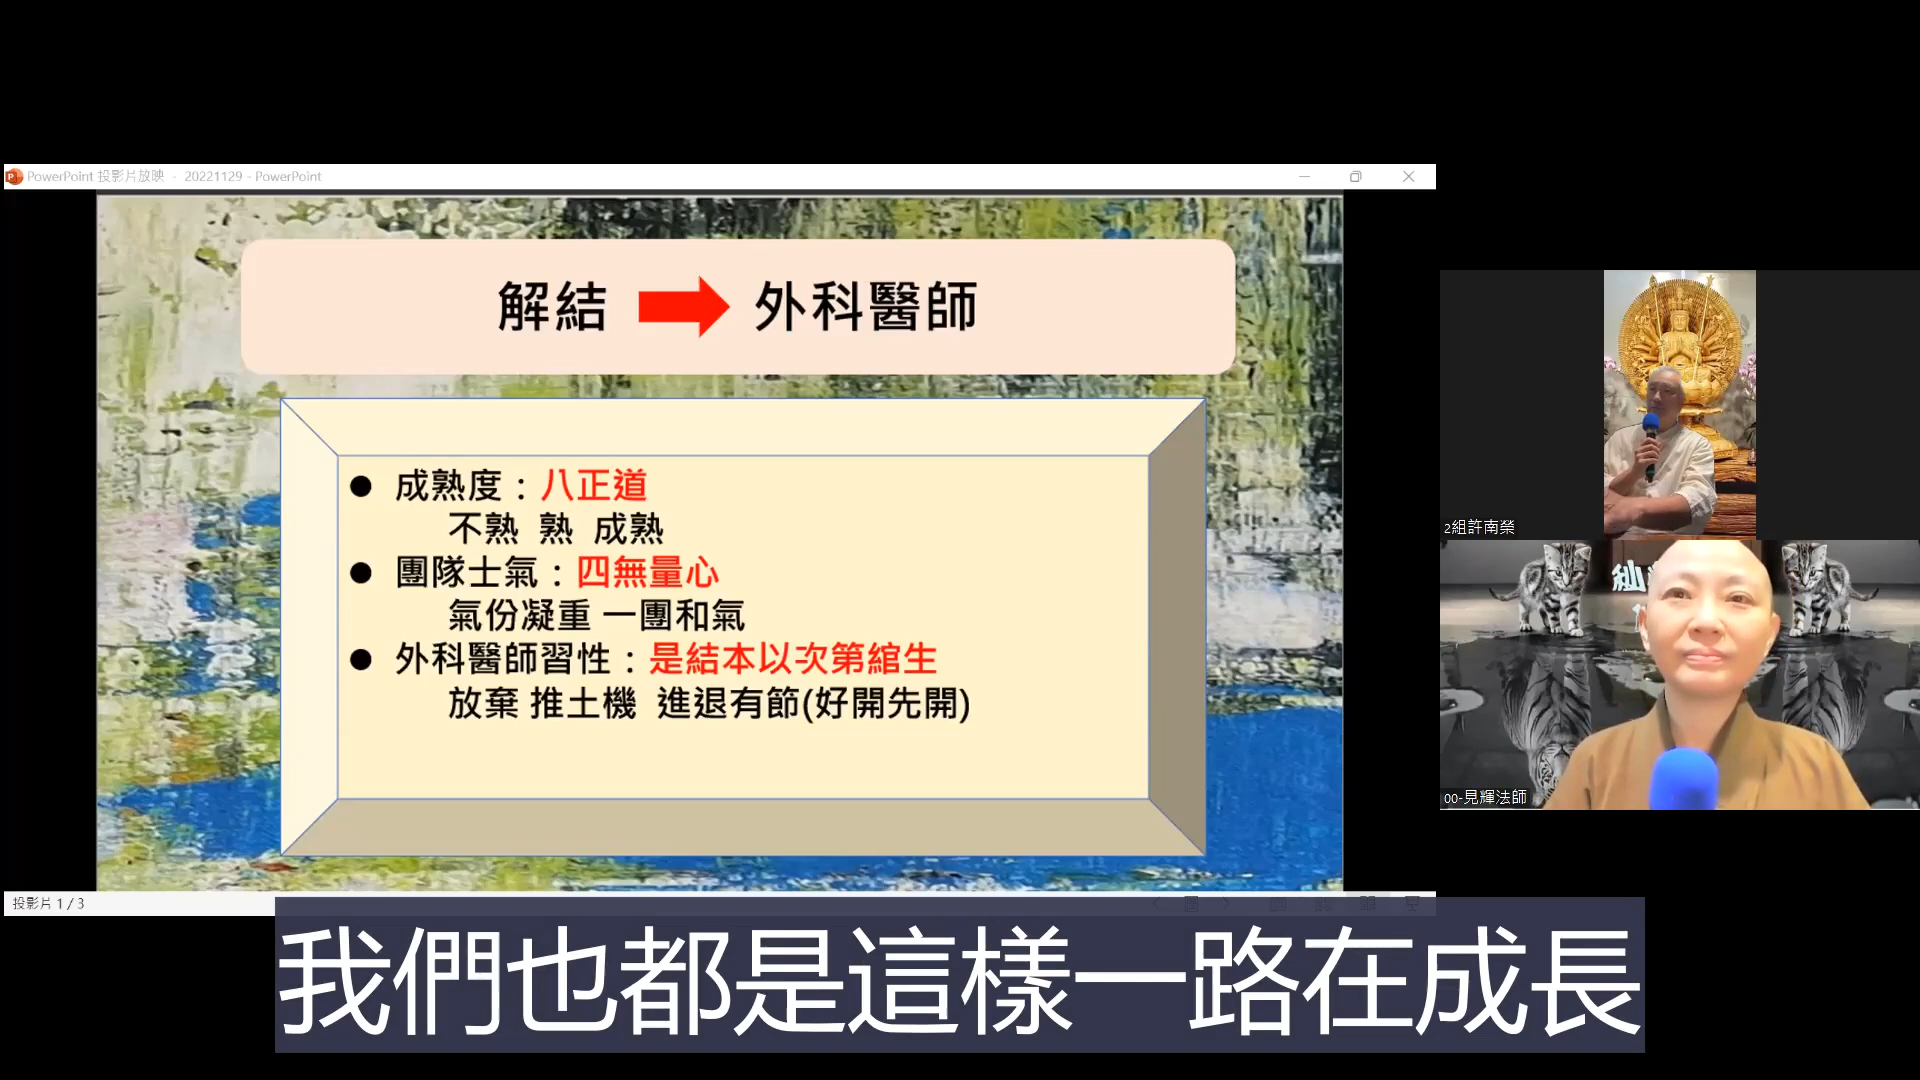 PowerPoint 投影片放映 - 20221129 - PowerPoint
解結 外科醫師
● 成熟度：八正道
不熟 熟 成熟
● 團隊士氣：四無量心
氣份凝重 一團和氣
● 外科醫師習性：是結本以次第綰生
放棄 推土機 進退有節(好開先開)
2組許南榮
00-見輝法師
投影片 1 / 3
我們也都是這樣一路在成長